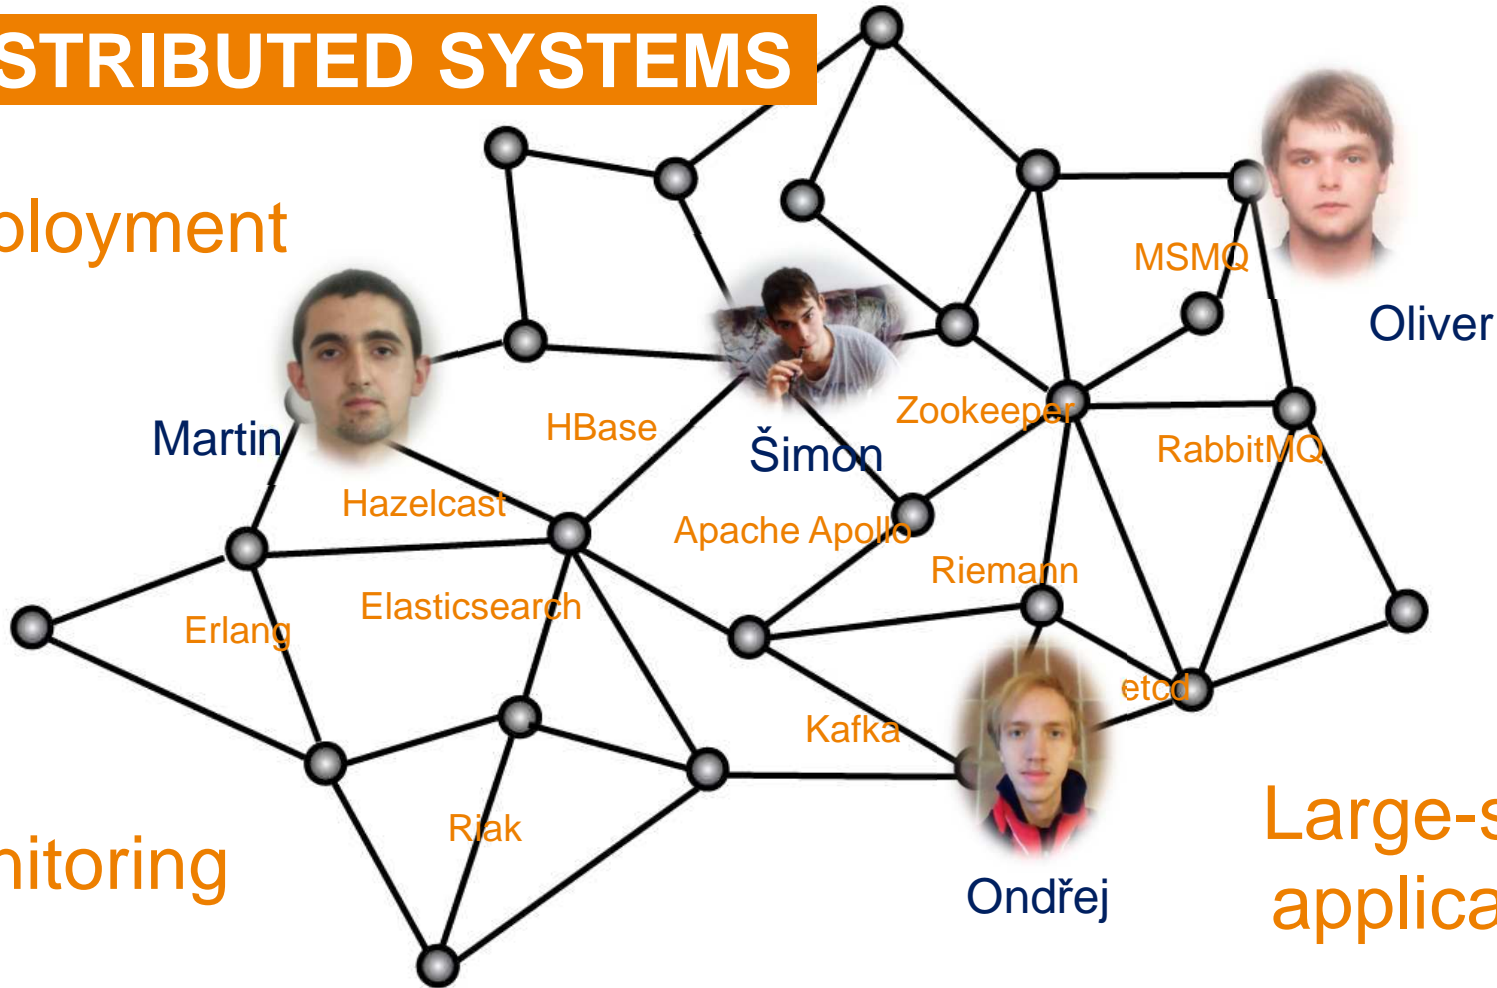 STRIBUTED SYSTEMS
ployment
MSMQ
Oliver
Zookeeper
HBase
Martin
Šimon
RabbitMQ
Hazelcast
Apache Apollo
Riemann
Elasticsearch
Erlang
etcd
Kafka
Riak
Large-s
nitoring
Ondřej
applica